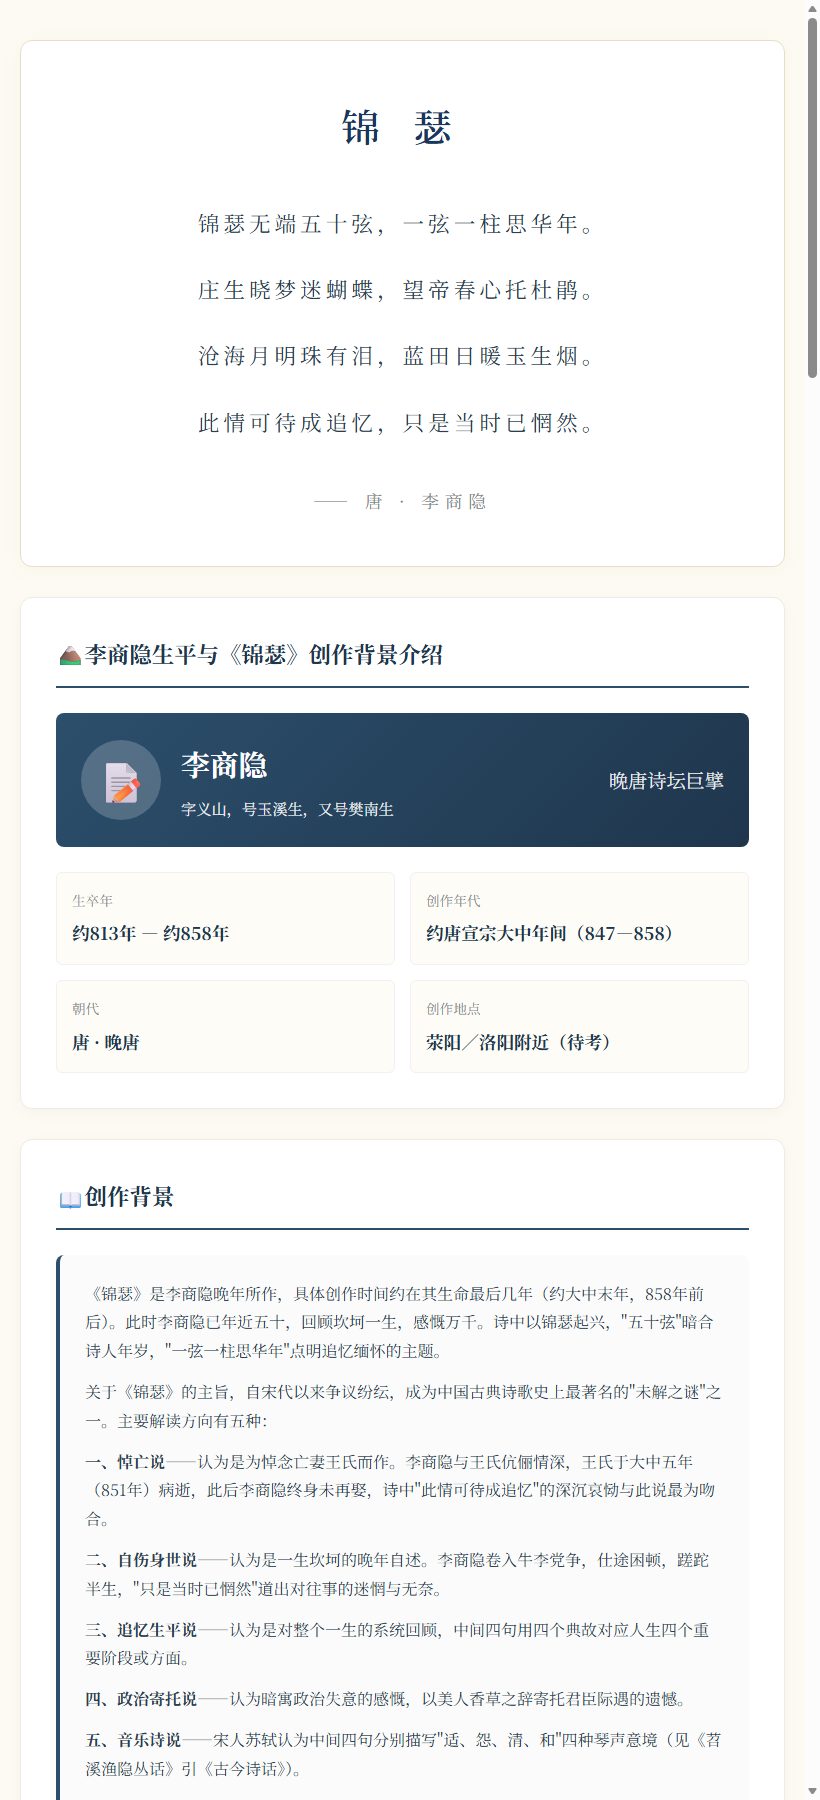 锦 瑟
锦瑟无端五十弦，一弦一柱思华年。
庄生晓梦迷蝴蝶，望帝春心托杜鹃。
沧海月明珠有泪，蓝田日暖玉生烟。
此情可待成追忆，只是当时已惘然。
—— 唐 · 李商隐
李商隐生平与《锦瑟》创作背景介绍
李商隐
字义山，号玉溪生，又号樊南生
晚唐诗坛巨擘
生卒年
约813年 — 约858年
创作年代
约唐宣宗大中年间（847—858）
朝代
唐 · 晚唐
创作地点
荥阳／洛阳附近（待考）
创作背景
《锦瑟》是李商隐晚年所作，具体创作时间约在其生命最后几年（约大中末年，858年前
后）。此时李商隐已年近五十，回顾坎坷一生，感慨万千。诗中以锦瑟起兴，"五十弦"暗合
诗人年岁，"一弦一柱思华年"点明追忆缅怀的主题。
关于《锦瑟》的主旨，自宋代以来争议纷纭，成为中国古典诗歌史上最著名的"未解之谜"之
一。主要解读方向有五种：
一、悼亡说——认为是为悼念亡妻王氏而作。李商隐与王氏伉俪情深，王氏于大中五年
（851年）病逝，此后李商隐终身未再娶，诗中"此情可待成追忆"的深沉哀恸与此说最为吻
合。
二、自伤身世说——认为是一生坎坷的晚年自述。李商隐卷入牛李党争，仕途困顿，蹉跎
半生，"只是当时已惘然"道出对往事的迷惘与无奈。
三、追忆生平说——认为是对整个一生的系统回顾，中间四句用四个典故对应人生四个重
要阶段或方面。
四、政治寄托说——认为暗寓政治失意的感慨，以美人香草之辞寄托君臣际遇的遗憾。
五、音乐诗说——宋人苏轼认为中间四句分别描写"适、怨、清、和"四种琴声意境（见《苕
溪渔隐丛话》引《古今诗话》）。